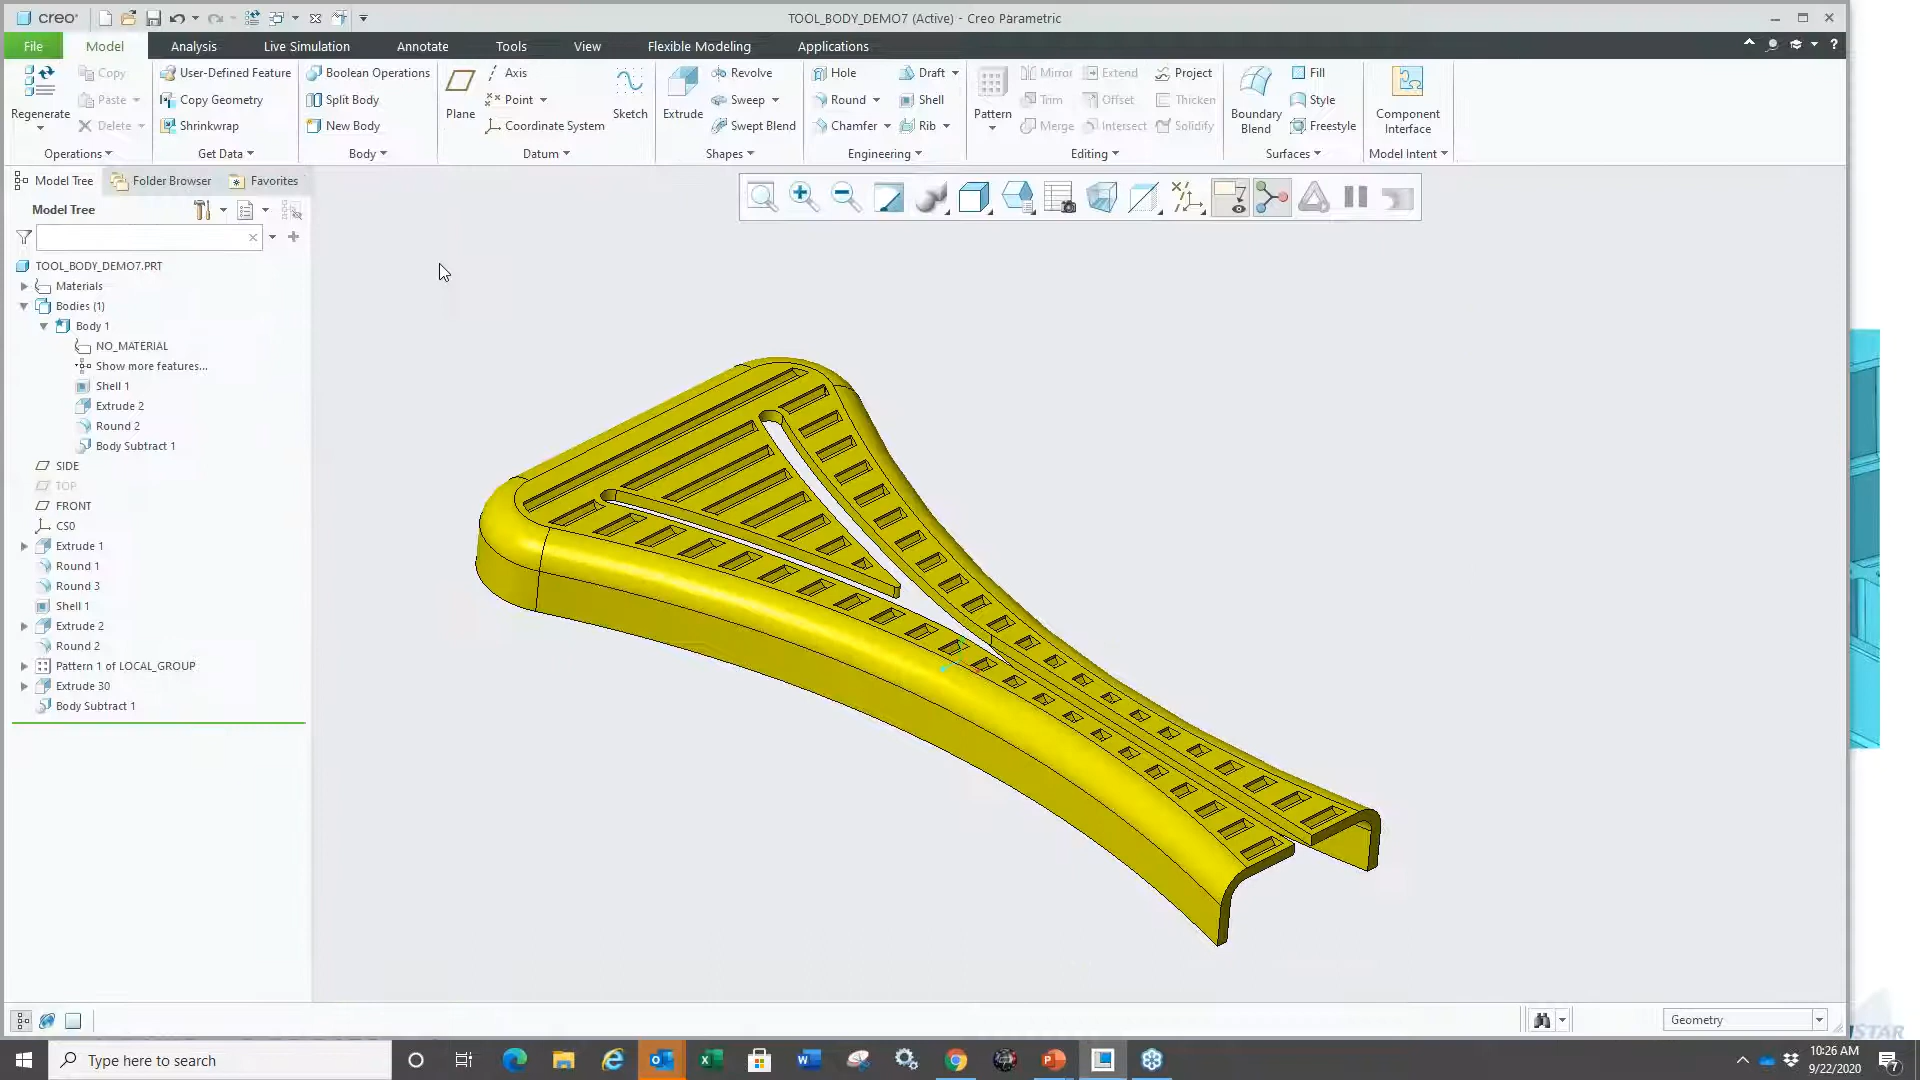 creo
TOOL_BODY_DEMO7 (Active) - Creo Parametric
File Model Analysis Live Simulation Annotate Tools View Flexible Modeling Applications
?
Regenerate
Copy
Paste
Delete
Operations
User-Defined Feature
Copy Geometry
Shrinkwrap
Get Data
Boolean Operations
Split Body
New Body
Body
Plane
Axis
Point
Coordinate System
Sketch
Datum
Extrude
Revolve
Sweep
Swept Blend
Shapes
Hole
Round
Chamfer
Draft
Shell
Rib
Engineering
Pattern
Mirror
Trim
Merge
Extend
Offset
Intersect
Project
Thicken
Solidify
Editing
Boundary
Blend
Fill
Style
Freestyle
Surfaces
Component
Interface
Model Intent
Model Tree Folder Browser Favorites
Model Tree
TOOL_BODY_DEMO7.PRT
Materials
Bodies (1)
Body 1
NO_MATERIAL
Show more features...
Shell 1
Extrude 2
Round 2
Body Subtract 1
SIDE
TOP
FRONT
CS0
Extrude 1
Round 1
Round 3
Shell 1
Extrude 2
Round 2
Pattern 1 of LOCAL_GROUP
Extrude 30
Body Subtract 1
Geometry
STAR
Type here to search
10:26 AM
9/22/2020
7